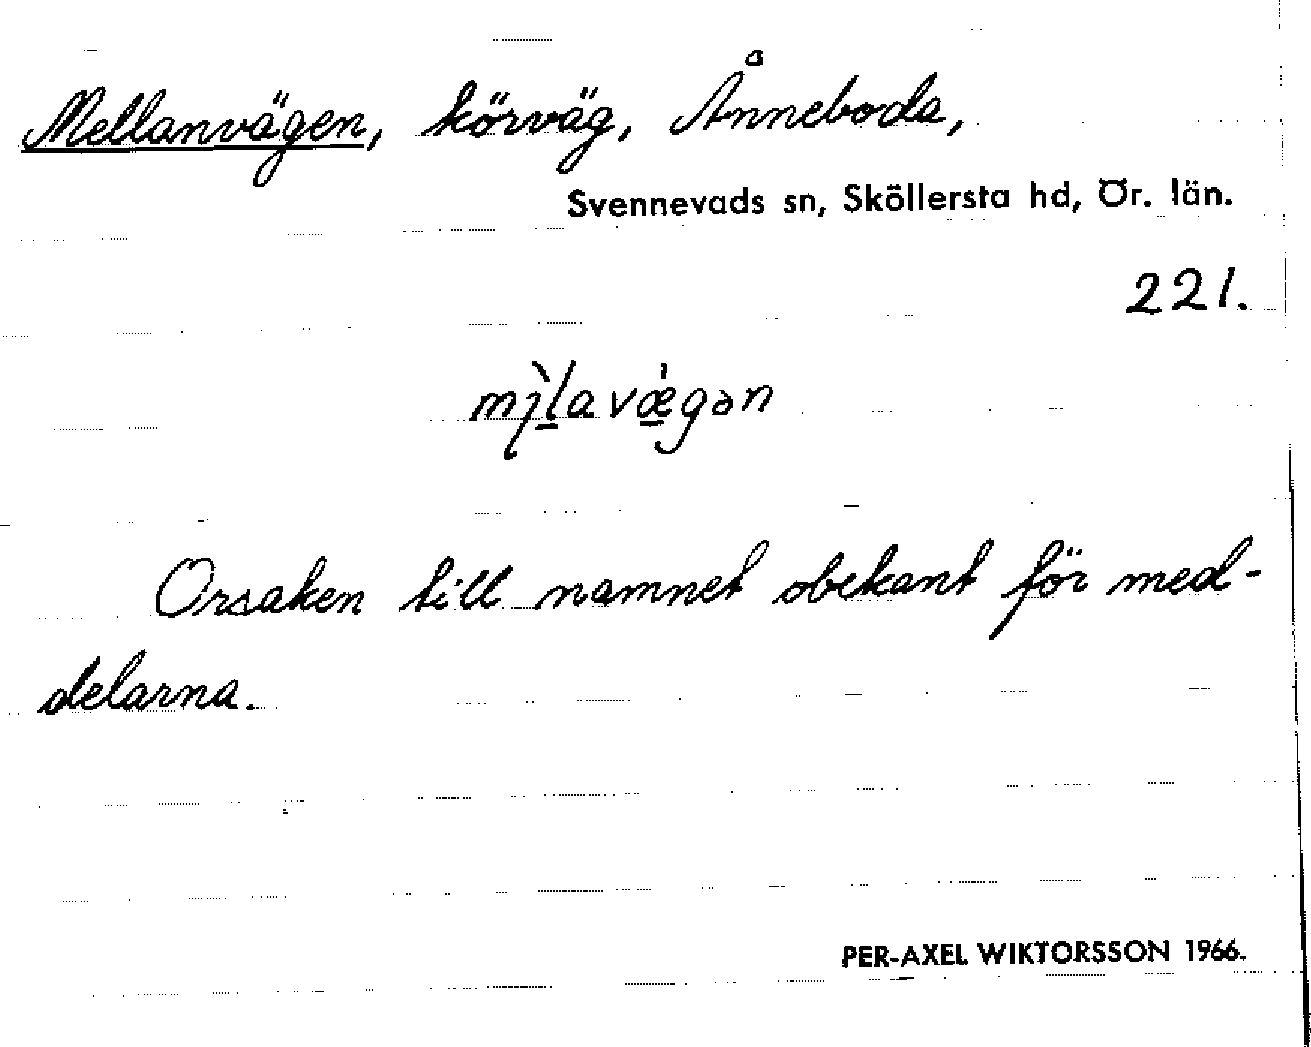 Mellanvägen, körväg, Ånneboda,
Svennevads sn, Sköllersta hd, Ör. län.
221.
Orsaken till namnet obekant för med-
delarna.
PER-AXEL WIKTORSSON 1966.